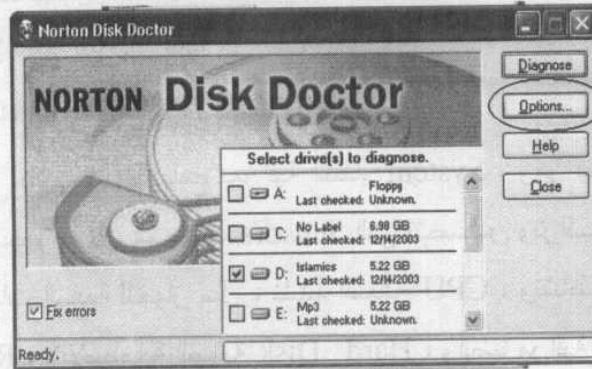 Norton Disk Doctor
NORTON Disk Doctor
Select drive(s) to diagnose.
A: Floppy
Last checked: Unknown.
C: No Label 6.98 GB
Last checked: 12/14/2003
D: Islamics 5.22 GB
Last checked: 12/14/2003
E: Mp3 5.22 GB
Last checked: Unknown.
Fix errors
Ready.
Diagnose
Options...
Help
Close